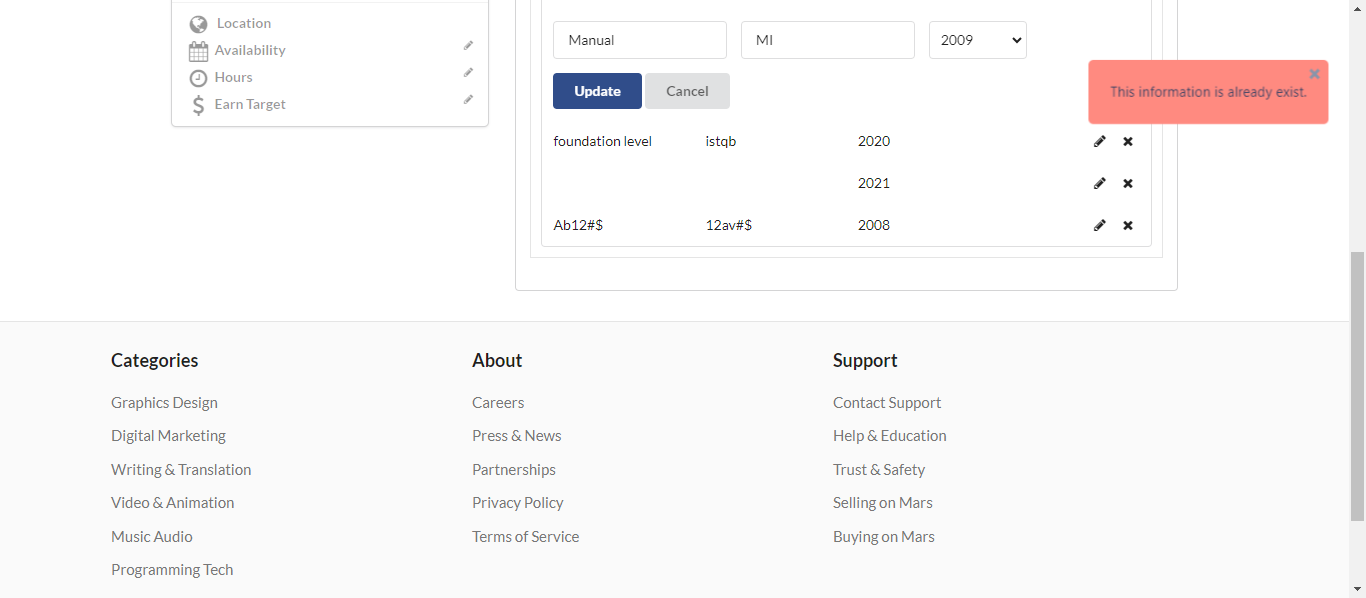 Location
Availability
Hours
Earn Target
Manual MI 2009
Update Cancel
This information is already exist.
foundation level istqb 2020
2021
Ab12#$ 12av#$ 2008
Categories About Support
Graphics Design Careers Contact Support
Digital Marketing Press & News Help & Education
Writing & Translation Partnerships Trust & Safety
Video & Animation Privacy Policy Selling on Mars
Music Audio Terms of Service Buying on Mars
Programming Tech